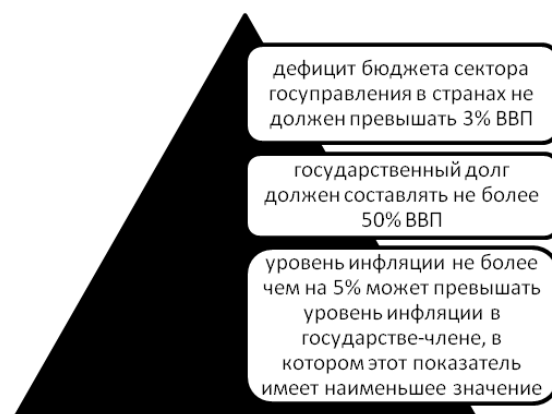 дефицит бюджета сектора
госуправления в странах не
должен превышать 3% ВВП
государственный долг
должен составлять не более
50% ВВП
уровень инфляции не более
чем на 5% может превышать
уровень инфляции в
государстве-члене, в
котором этот показатель
имеет наименьшее значение